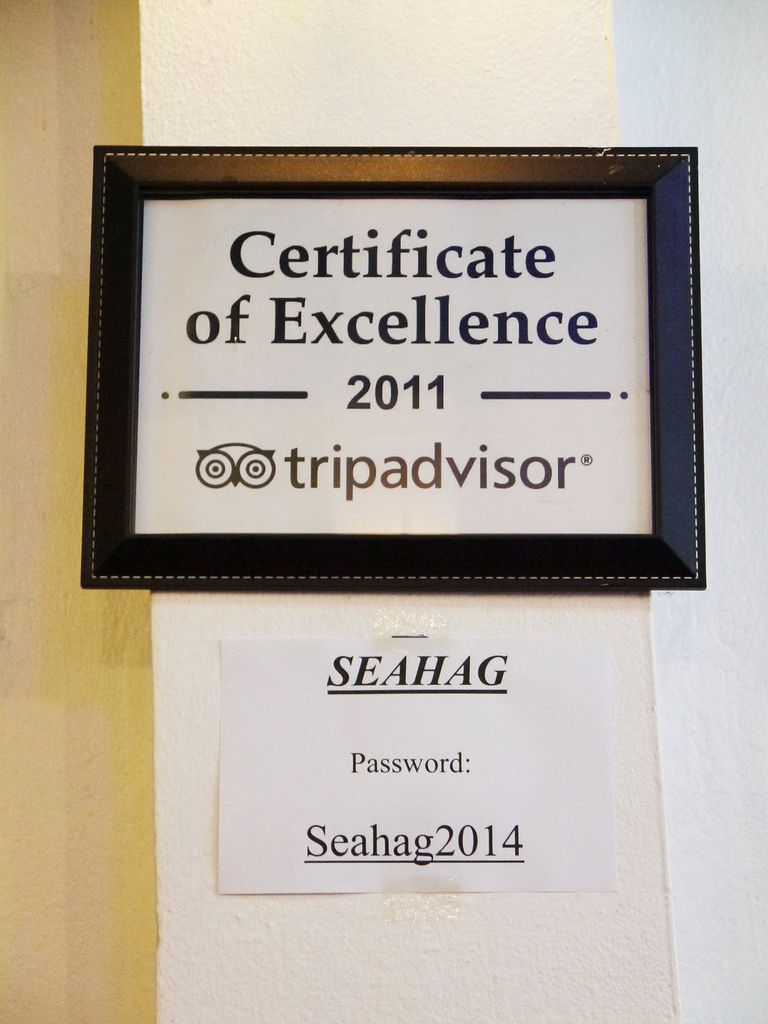 Certificate
of Excellence
2011
tripadvisor®
SEAHAG
Password:
Seahag2014